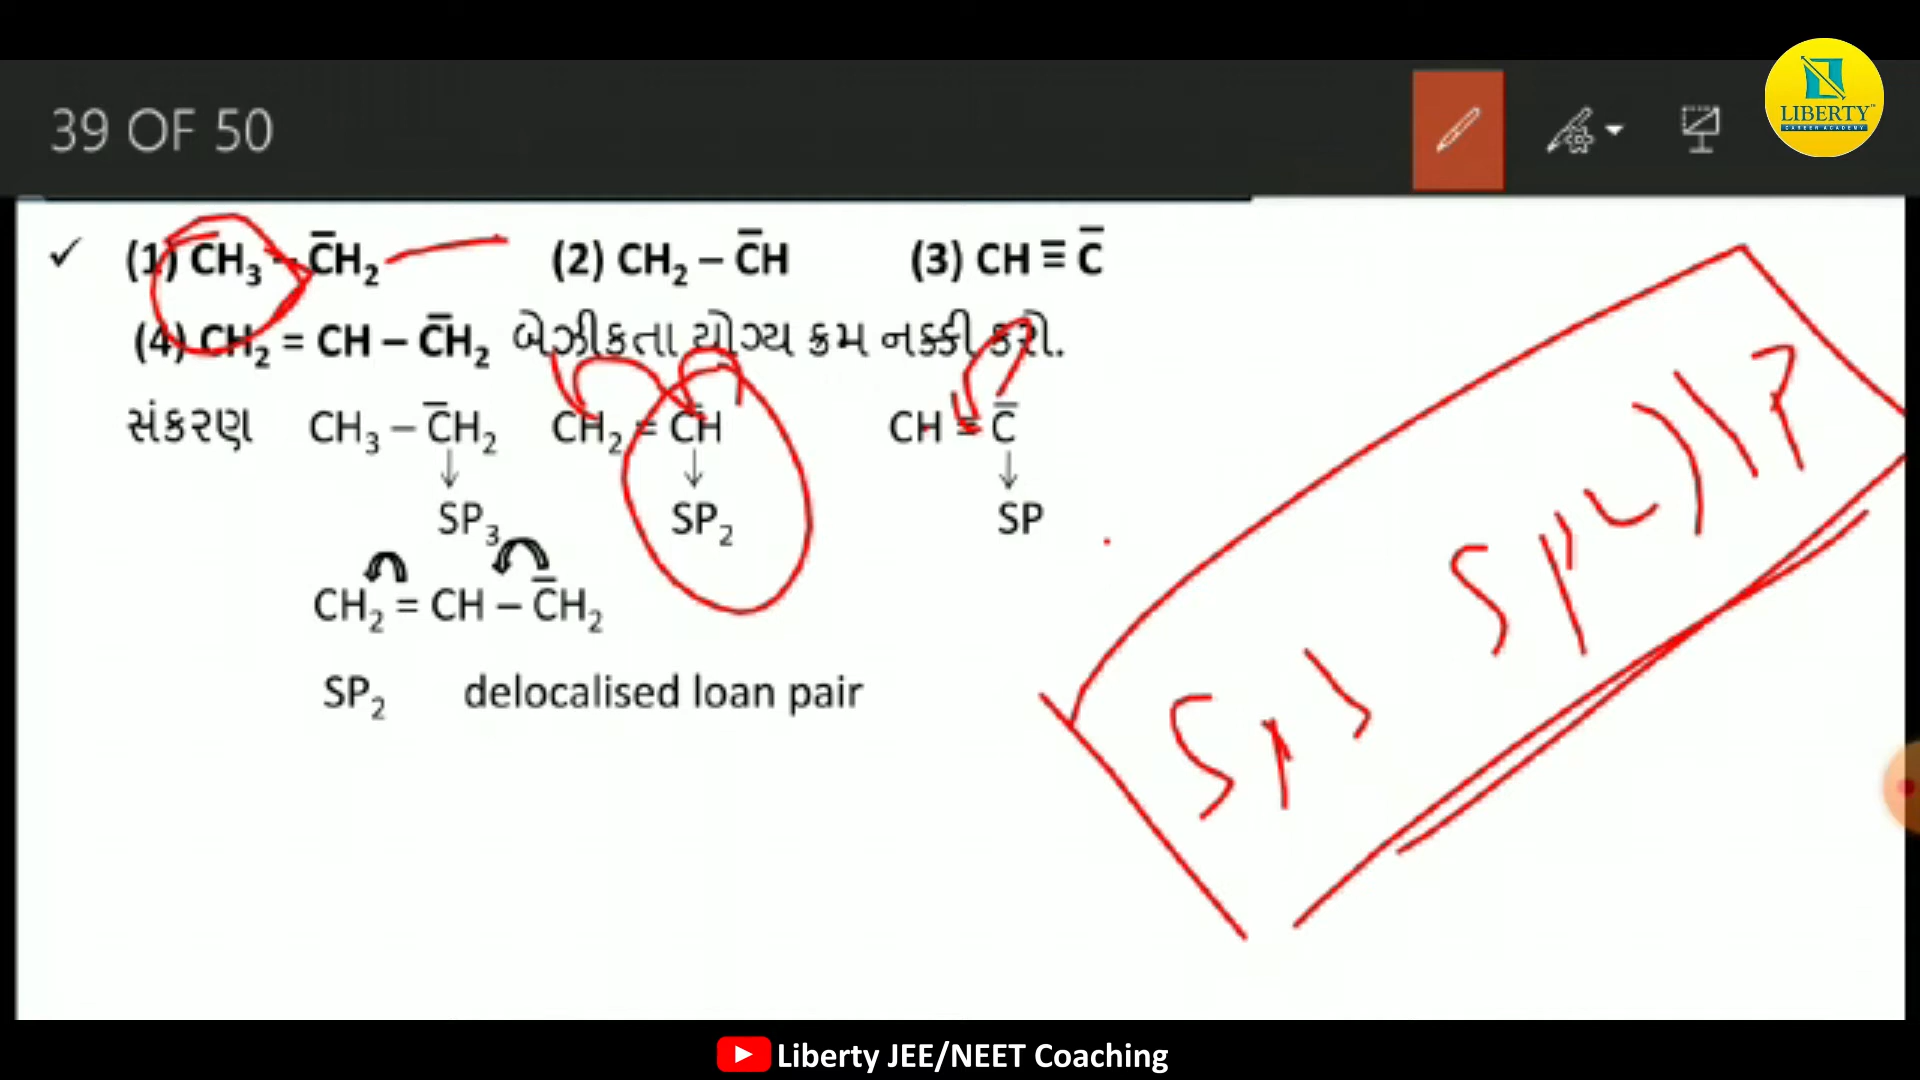 39 OF 50
LIBERTY
CAREER ACADEMY
✓ (1) CH₃ – C̅H₂ (2) CH₂ – C̅H (3) CH ≡ C̅
(4) CH₂ = CH – C̅H₂ બેઝીકતા યોગ્ય ક્રમ નક્કી કરો.
સંકરણ CH₃ – C̅H₂ CH₂ = C̅H CH ≡ C̅
↓ ↓ ↓
SP₃ SP₂ SP
CH₂ = CH – C̅H₂
SP₂ delocalised loan pair
Liberty JEE/NEET Coaching